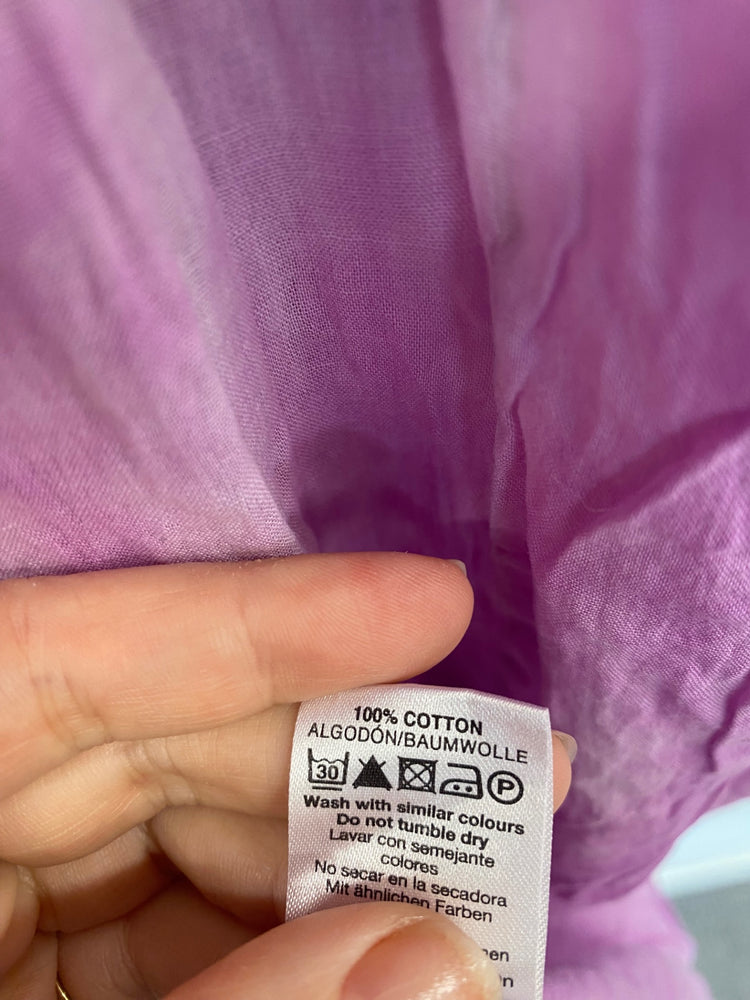 100% COTTON
ALGODÓN/BAUMWOLLE
30 P
Wash with similar colours
Do not tumble dry
Lavar con semejante
colores
No secar en la secadora
Mit ähnlichen Farben